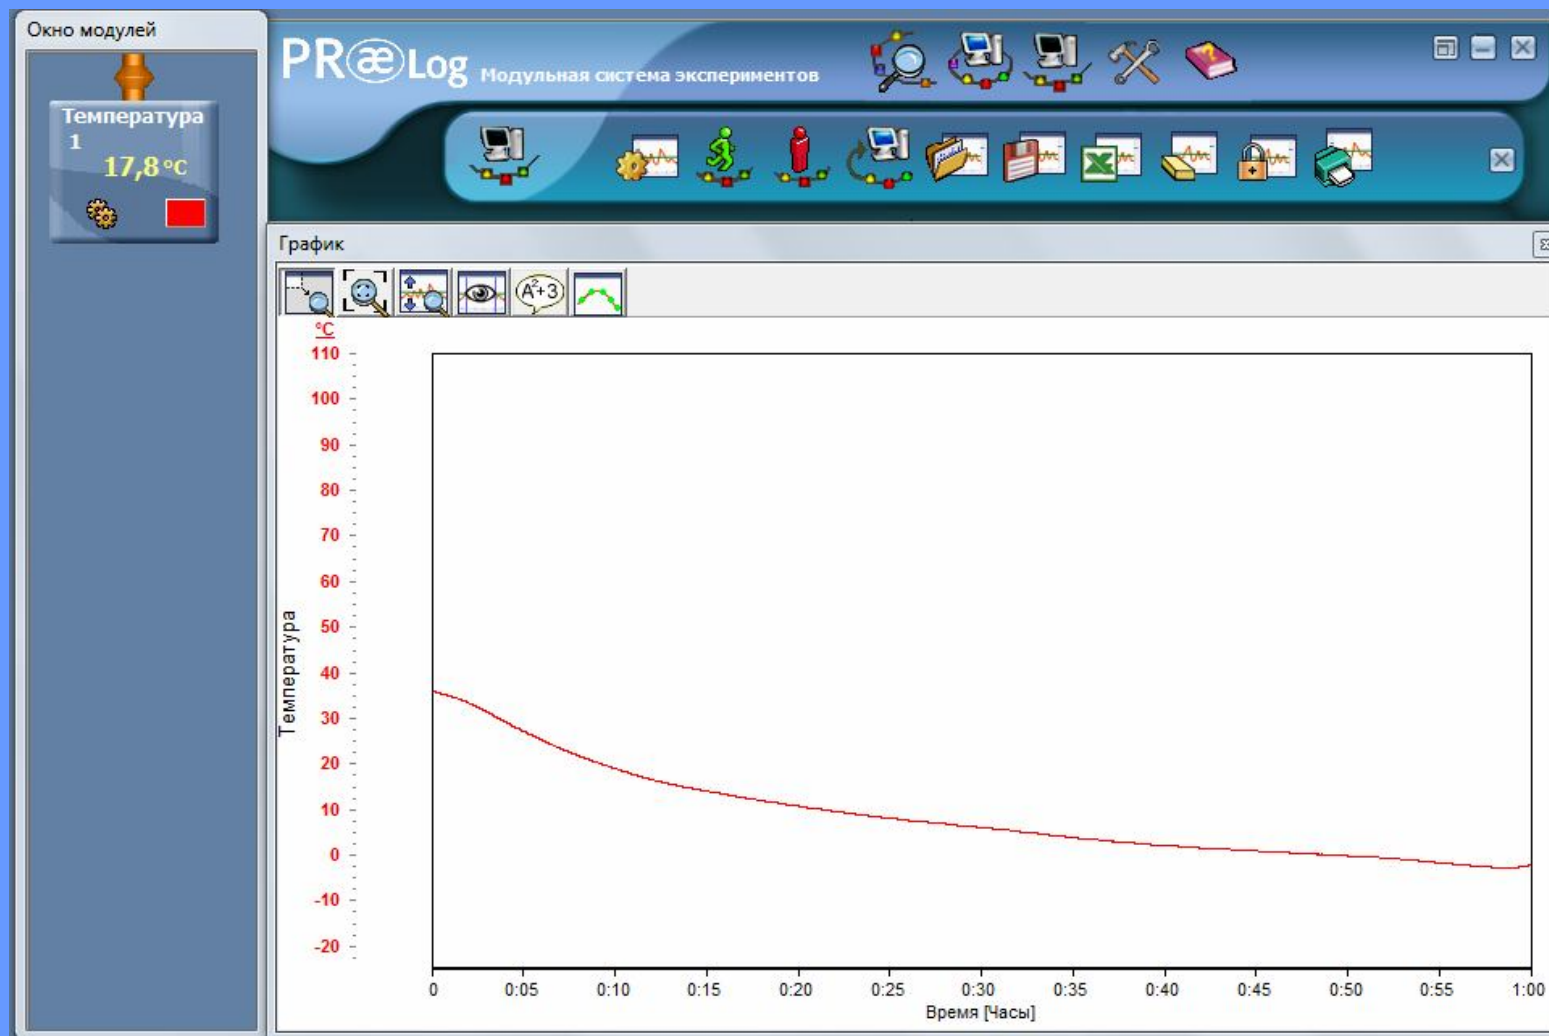 Окно модулей
Температура
1
17,8 °C
PRæLog Модульная система экспериментов
График
A²+3
°C
110
100
90
80
70
60
50
40
30
20
10
0
-10
-20
Температура
0 0:05 0:10 0:15 0:20 0:25 0:30 0:35 0:40 0:45 0:50 0:55 1:00
Время [Часы]